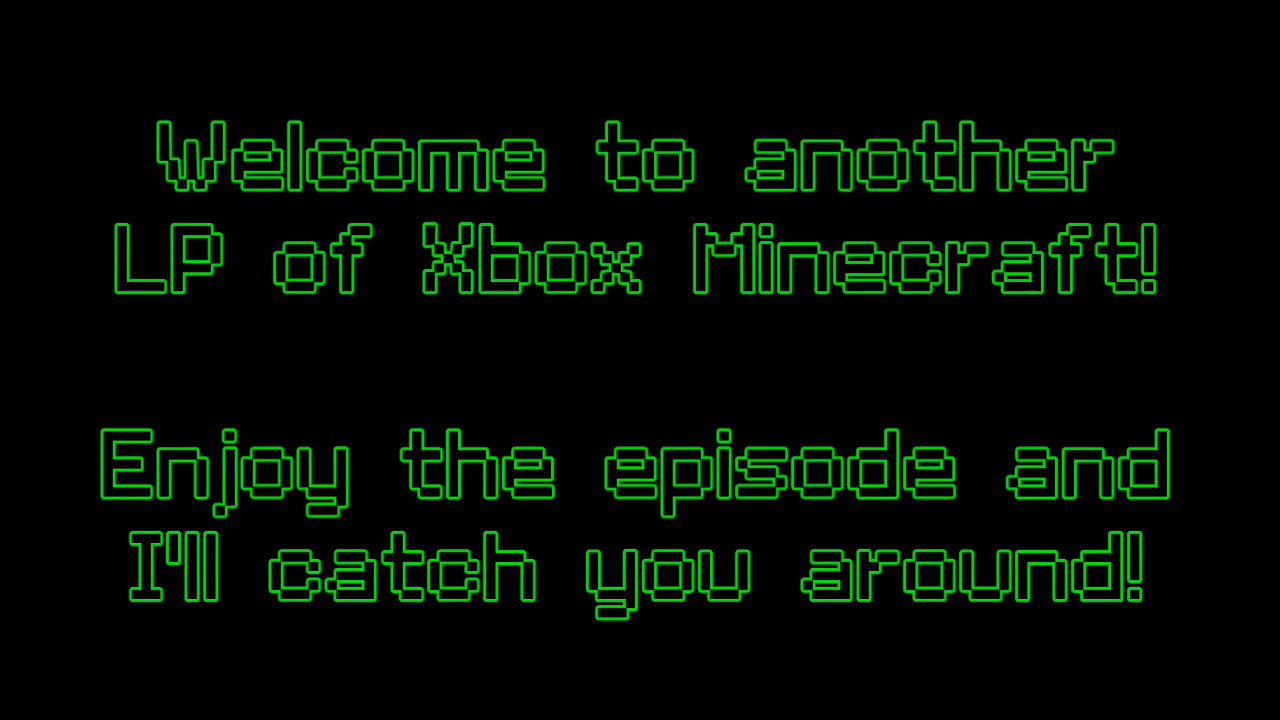 Welcome to another
LP of Xbox Minecraft!
Enjoy the episode and
I'll catch you around!